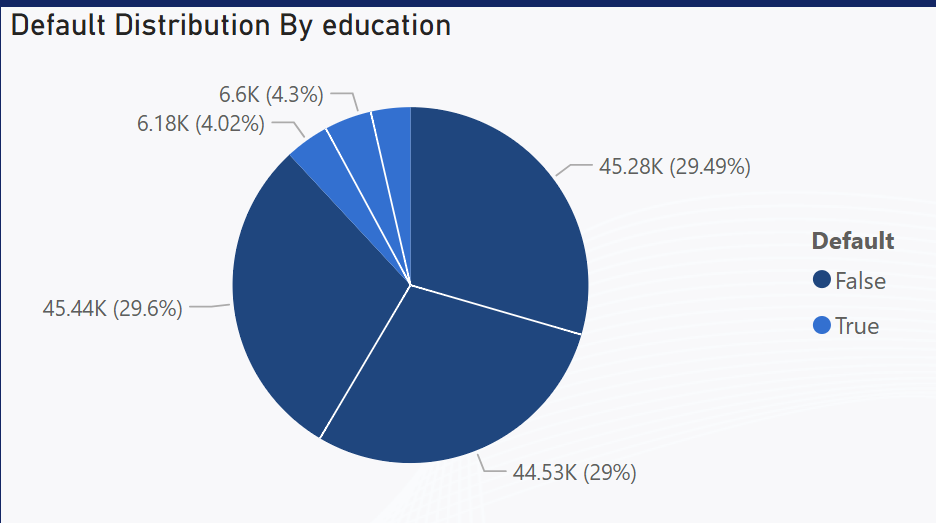 Default Distribution By education
6.6K (4.3%)
6.18K (4.02%)
45.28K (29.49%)
Default
False
True
45.44K (29.6%)
44.53K (29%)